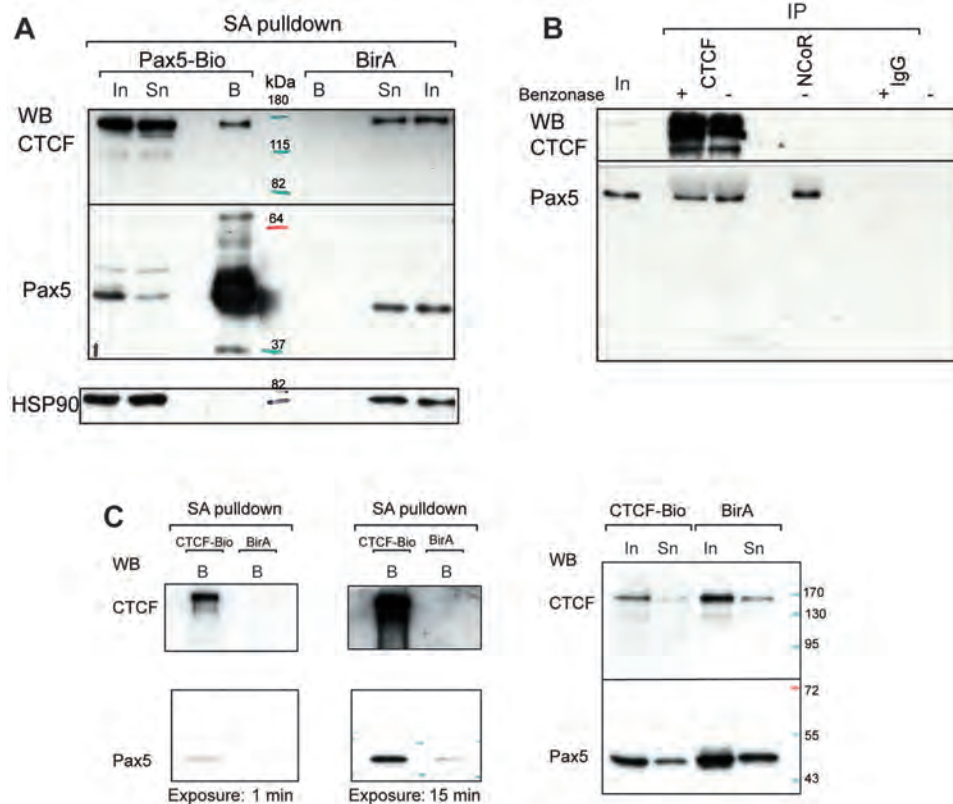 A
SA pulldown
Pax5-Bio
BirA
In Sn B kDa B Sn In
180
WB
CTCF
115
82
64
Pax5
37
82
HSP90
B
IP
In
CTCF
NCoR
IgG
Benzonase + - - + -
WB
CTCF
Pax5
C
SA pulldown
CTCF-Bio BirA
WB
B B
CTCF
Pax5
Exposure: 1 min
SA pulldown
CTCF-Bio BirA
B B
Exposure: 15 min
CTCF-Bio BirA
In Sn In Sn
WB
CTCF
170
130
95
72
55
Pax5
43